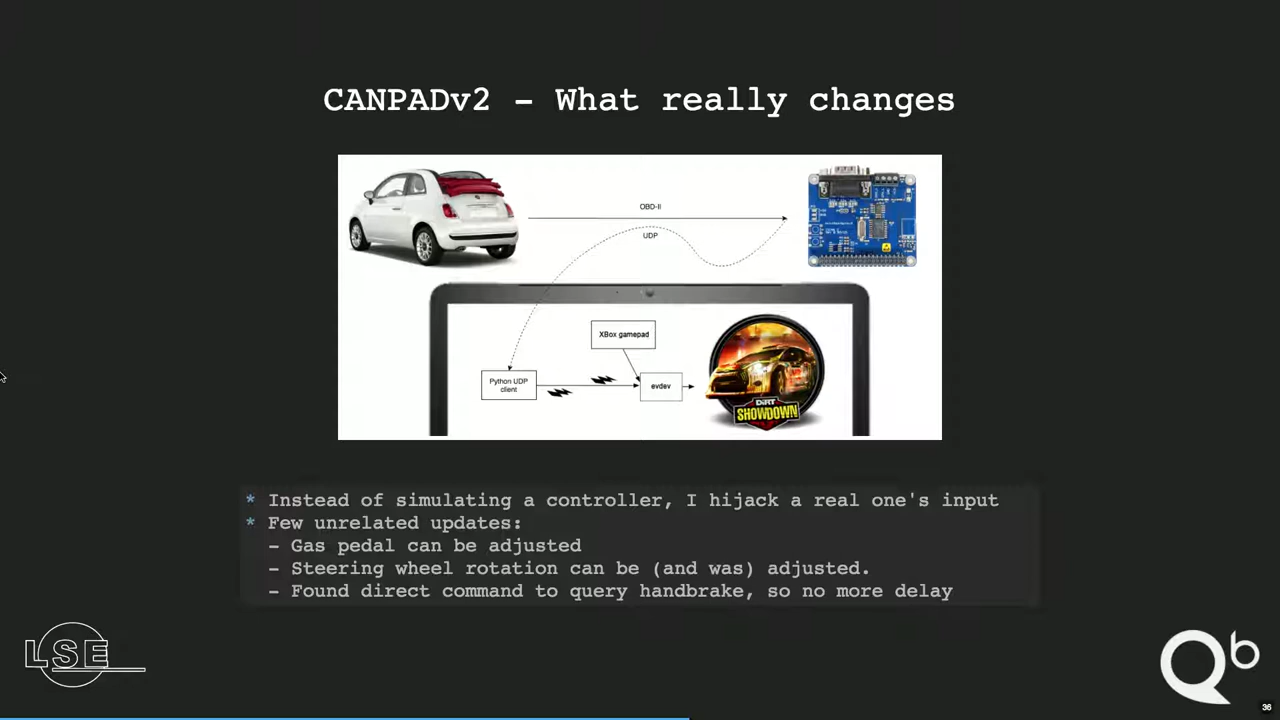 CANPADv2 - What really changes
OBD-II
UDP
XBox gamepad
Python UDP
client
evdev
DiRT
SHOWDOWN
* Instead of simulating a controller, I hijack a real one's input
* Few unrelated updates:
- Gas pedal can be adjusted
- Steering wheel rotation can be (and was) adjusted.
- Found direct command to query handbrake, so no more delay
LSE
Qb
36